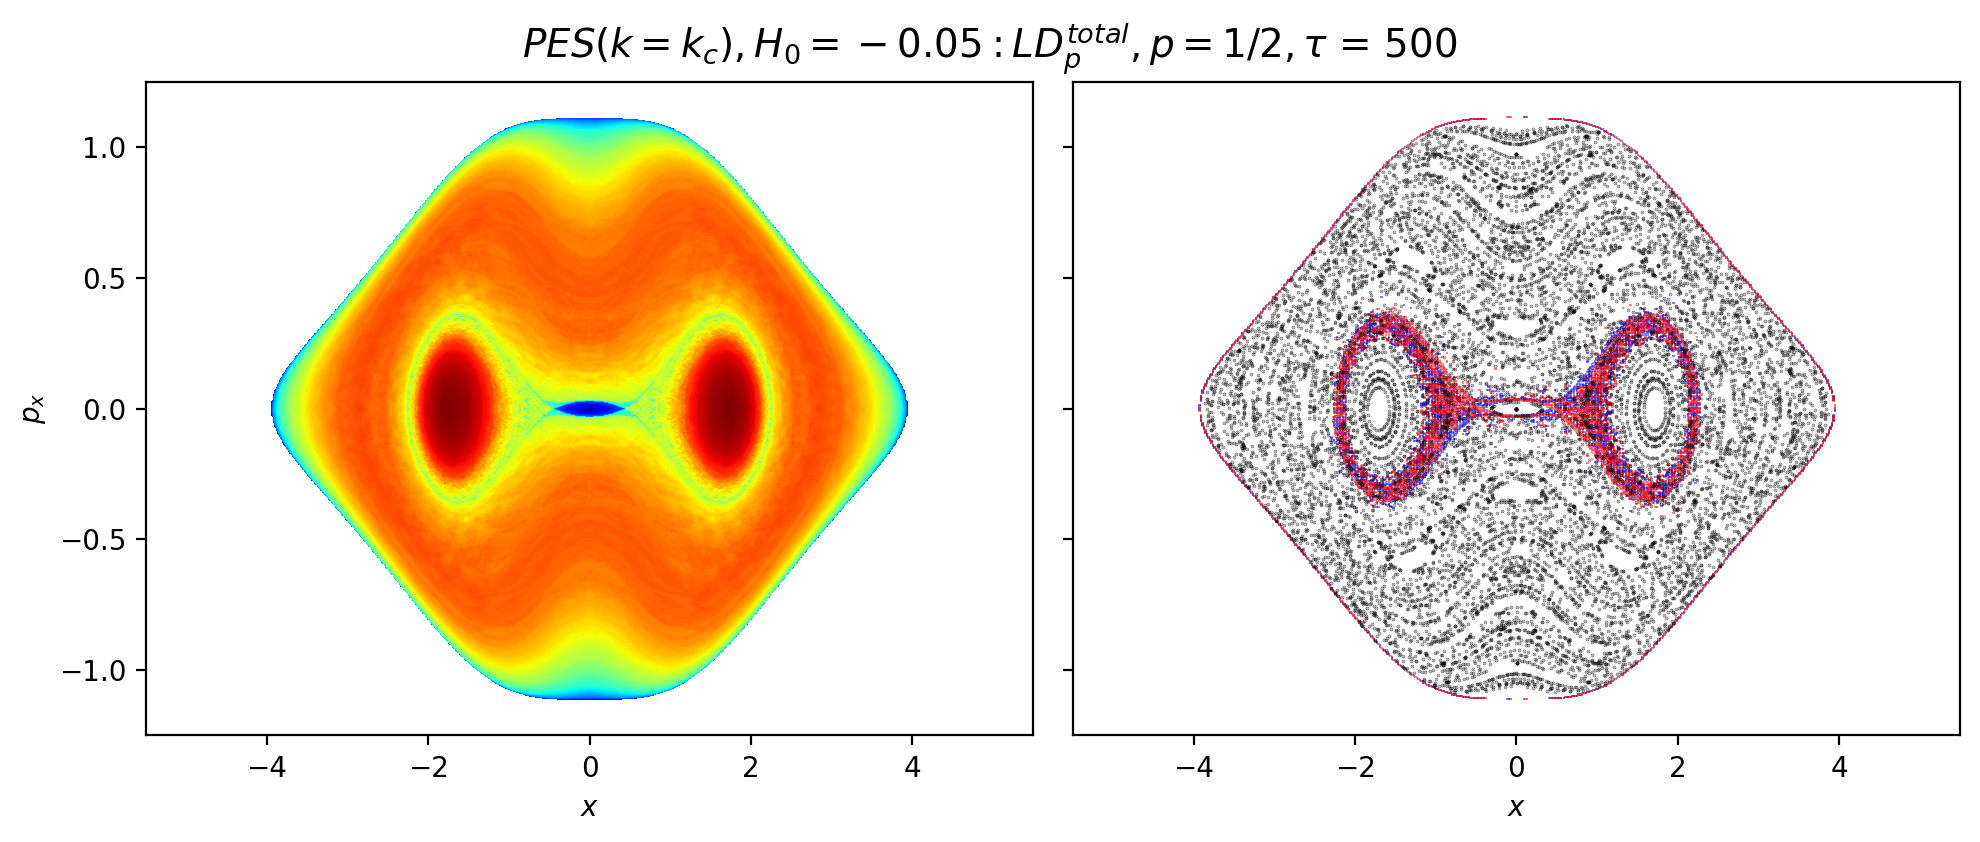 PES(k = k_c), H_0 = −0.05 : LD_p^{total}, p = 1/2, τ = 500
1.0
0.5
0.0
−0.5
−1.0
p_x
−4 −2 0 2 4
−4 −2 0 2 4
x
x